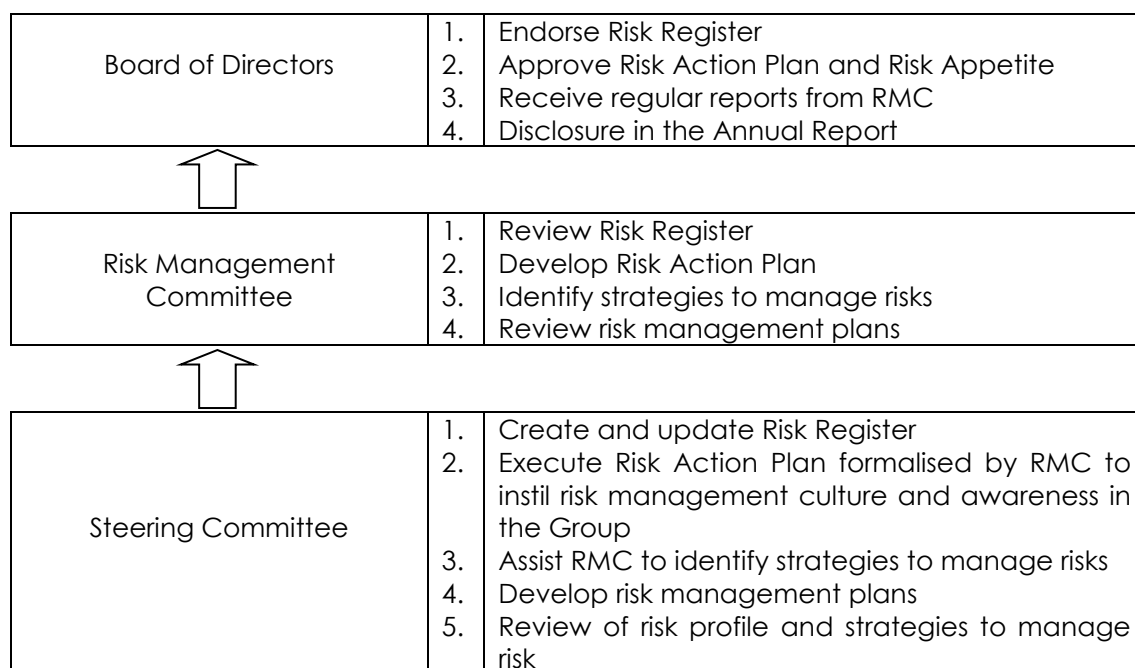 Board of Directors
1. Endorse Risk Register
2. Approve Risk Action Plan and Risk Appetite
3. Receive regular reports from RMC
4. Disclosure in the Annual Report
Risk Management
Committee
1. Review Risk Register
2. Develop Risk Action Plan
3. Identify strategies to manage risks
4. Review risk management plans
Steering Committee
1. Create and update Risk Register
2. Execute Risk Action Plan formalised by RMC to
instil risk management culture and awareness in
the Group
3. Assist RMC to identify strategies to manage risks
4. Develop risk management plans
5. Review of risk profile and strategies to manage
risk